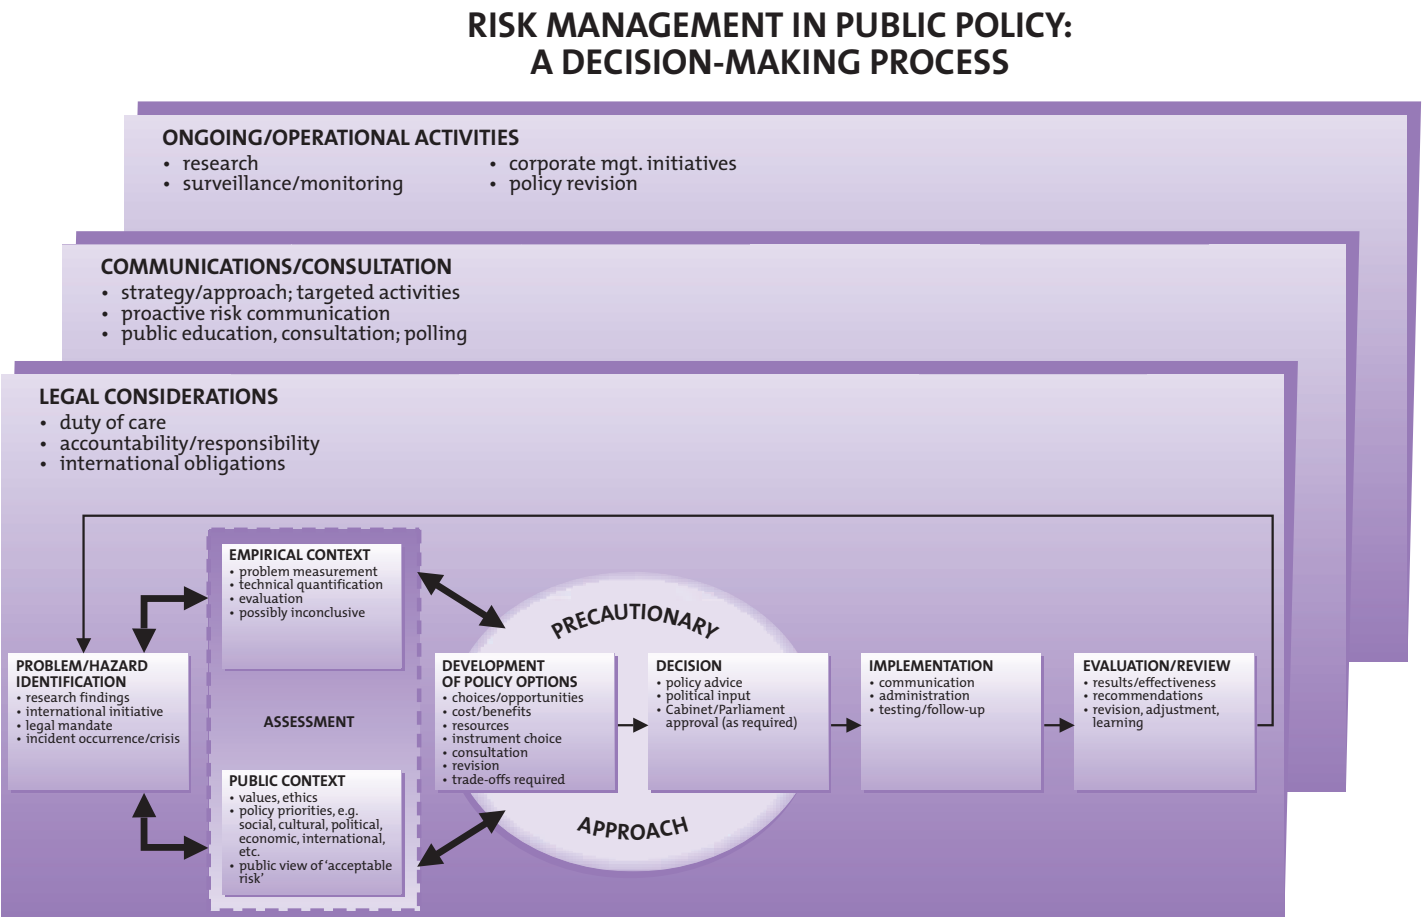 RISK MANAGEMENT IN PUBLIC POLICY:
A DECISION-MAKING PROCESS
ONGOING/OPERATIONAL ACTIVITIES
• research
• surveillance/monitoring
• corporate mgt. initiatives
• policy revision
COMMUNICATIONS/CONSULTATION
• strategy/approach; targeted activities
• proactive risk communication
• public education, consultation; polling
LEGAL CONSIDERATIONS
• duty of care
• accountability/responsibility
• international obligations
PROBLEM/HAZARD
IDENTIFICATION
• research findings
• international initiative
• legal mandate
• incident occurrence/crisis
EMPIRICAL CONTEXT
• problem measurement
• technical quantification
• evaluation
• possibly inconclusive
ASSESSMENT
PUBLIC CONTEXT
• values, ethics
• policy priorities, e.g.
social, cultural, political,
economic, international,
etc.
• public view of ‘acceptable
risk’
PRECAUTIONARY
DEVELOPMENT
OF POLICY OPTIONS
• choices/opportunities
• cost/benefits
• resources
• instrument choice
• consultation
• revision
• trade-offs required
DECISION
• policy advice
• political input
• Cabinet/Parliament
approval (as required)
APPROACH
IMPLEMENTATION
• communication
• administration
• testing/follow-up
EVALUATION/REVIEW
• results/effectiveness
• recommendations
• revision, adjustment,
learning